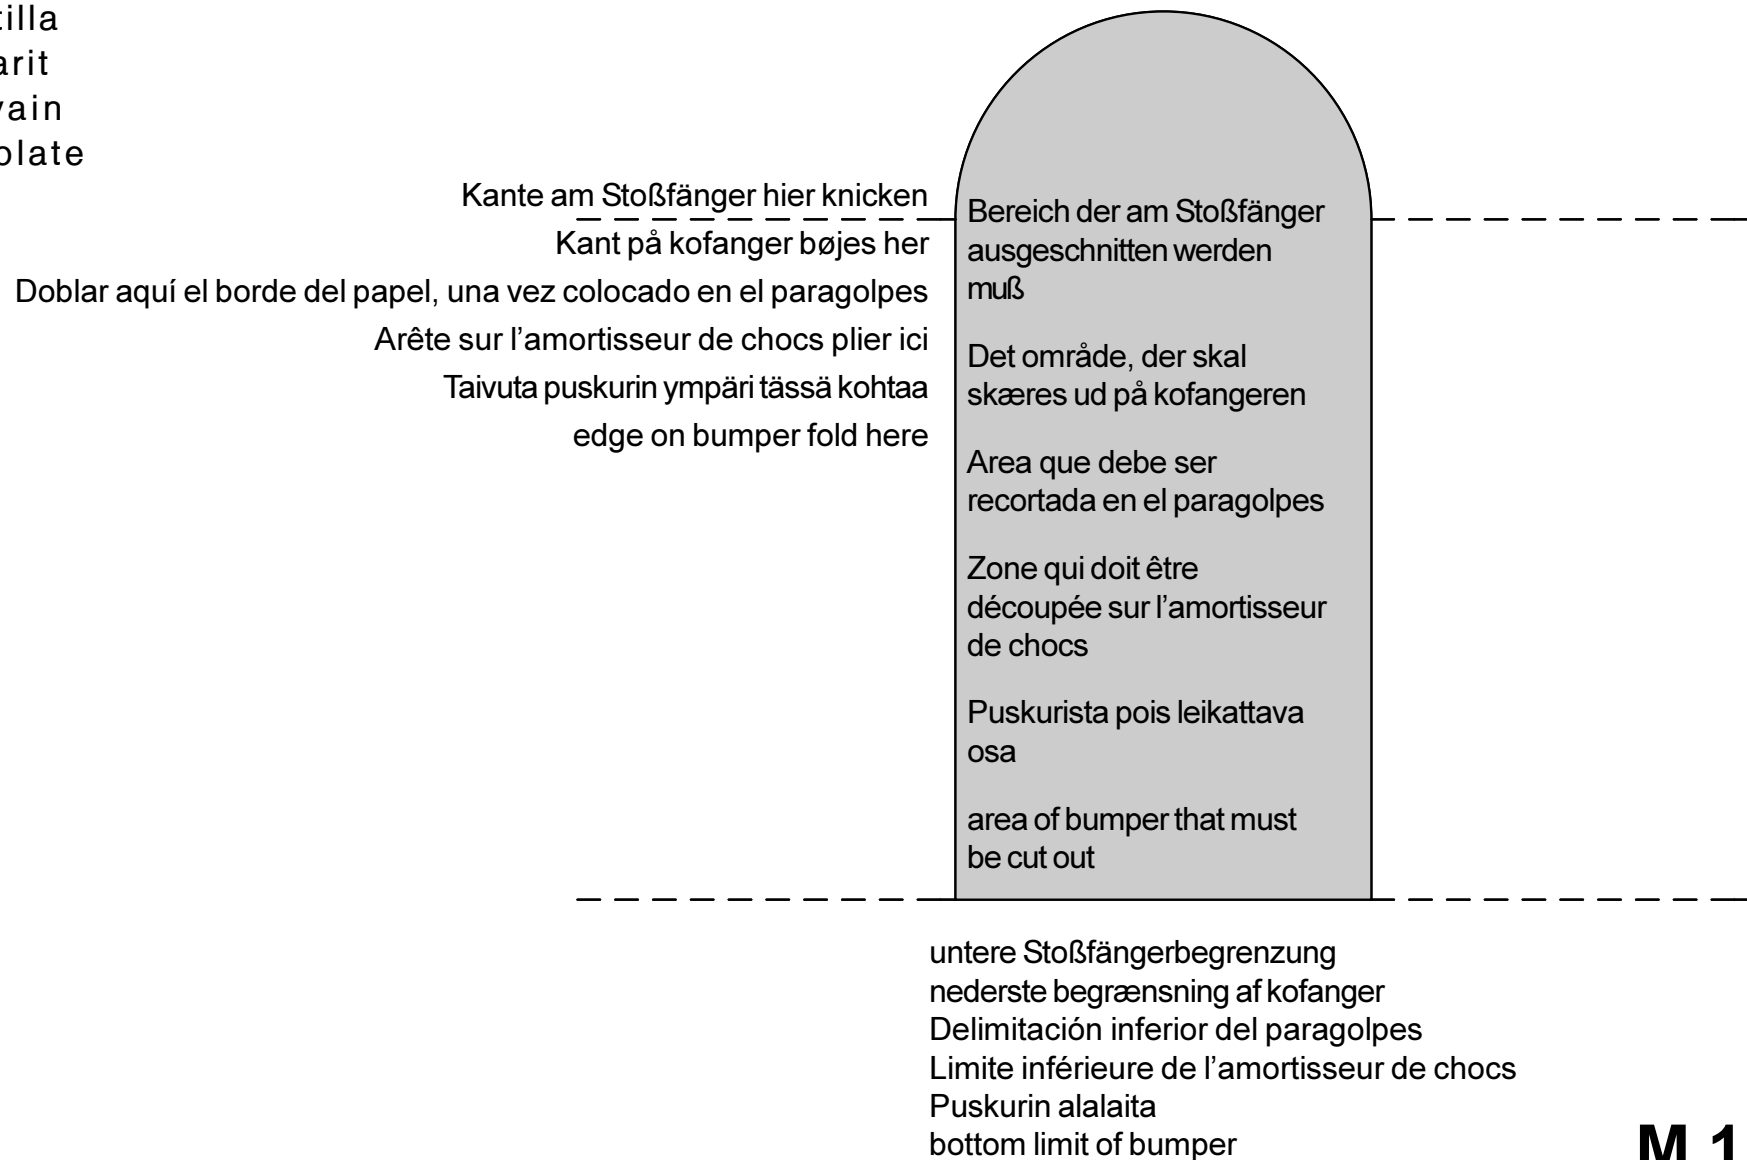 Kante am Stoßfänger hier knicken
Kant på kofanger bøjes her
Doblar aquí el borde del papel, una vez colocado en el paragolpes
Arête sur l’amortisseur de chocs plier ici
Taivuta puskurin ympäri tässä kohtaa
edge on bumper fold here
Bereich der am Stoßfänger
ausgeschnitten werden
muß
Det område, der skal
skæres ud på kofangeren
Area que debe ser
recortada en el paragolpes
Zone qui doit être
découpée sur l’amortisseur
de chocs
Puskurista pois leikattava
osa
area of bumper that must
be cut out
untere Stoßfängerbegrenzung
nederste begrænsning af kofanger
Delimitación inferior del paragolpes
Limite inférieure de l’amortisseur de chocs
Puskurin alalaita
bottom limit of bumper
M 1